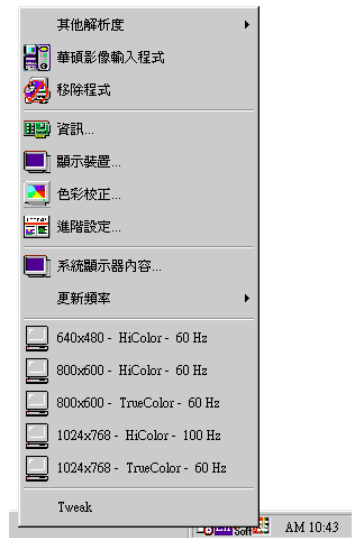 其他解析度
華碩影像輸入程式
移除程式
資訊...
顯示裝置...
色彩校正...
進階設定...
系統顯示器內容...
更新頻率
640x480 - HiColor - 60 Hz
800x600 - HiColor - 60 Hz
800x600 - TrueColor - 60 Hz
1024x768 - HiColor - 100 Hz
1024x768 - TrueColor - 60 Hz
Tweak
Soft
AM 10:43